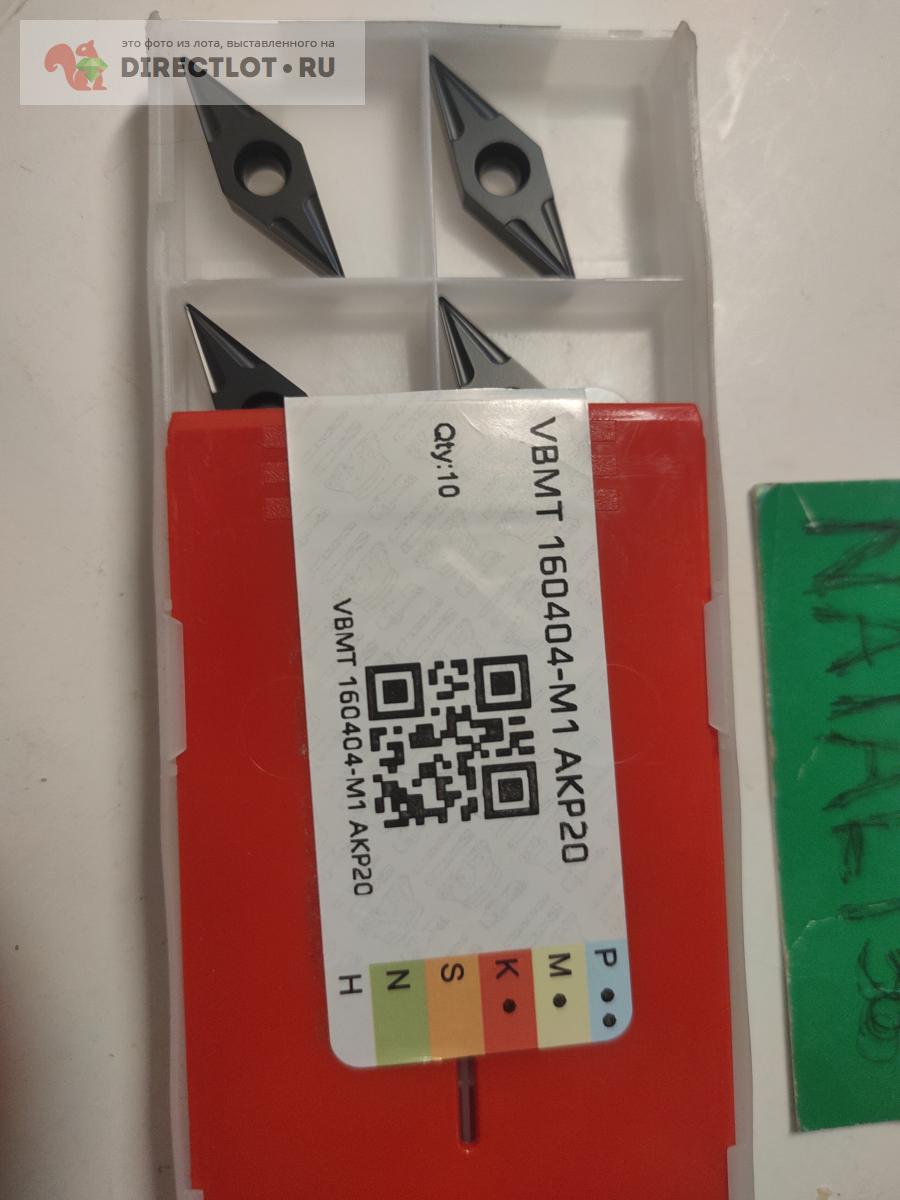 это фото из лота, выставленного на
DIRECTLOT•RU
VBMT 160404-M1 AKP20
Qty:10
VBMT 160404-M1 AKP20
P ●●
M ●
K ●
S
N
H